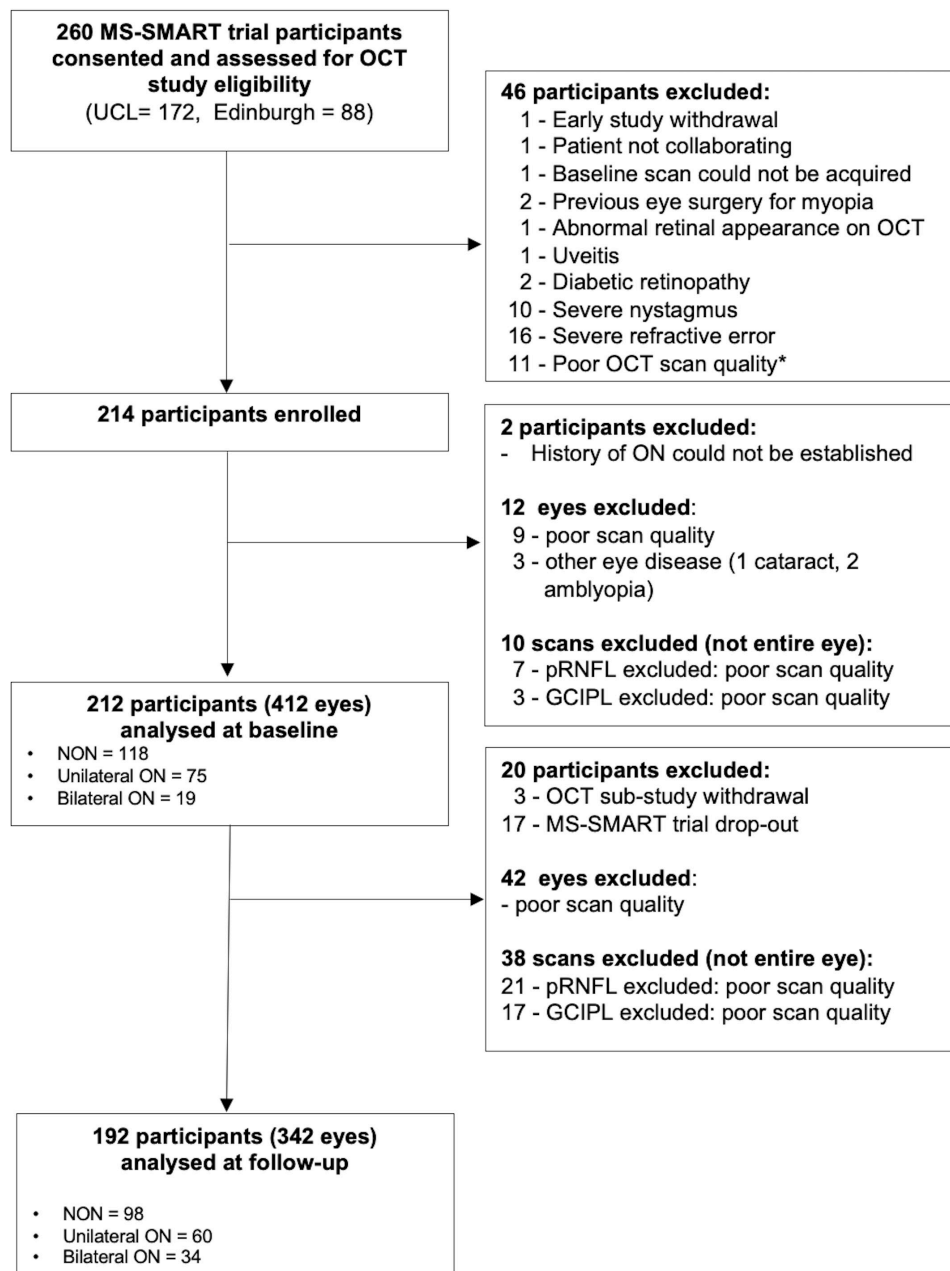 260 MS-SMART trial participants
consented and assessed for OCT
study eligibility
(UCL= 172, Edinburgh = 88)
46 participants excluded:
1 - Early study withdrawal
1 - Patient not collaborating
1 - Baseline scan could not be acquired
2 - Previous eye surgery for myopia
1 - Abnormal retinal appearance on OCT
1 - Uveitis
2 - Diabetic retinopathy
10 - Severe nystagmus
16 - Severe refractive error
11 - Poor OCT scan quality*
214 participants enrolled
2 participants excluded:
- History of ON could not be established
12 eyes excluded:
9 - poor scan quality
3 - other eye disease (1 cataract, 2
amblyopia)
10 scans excluded (not entire eye):
7 - pRNFL excluded: poor scan quality
3 - GCIPL excluded: poor scan quality
212 participants (412 eyes)
analysed at baseline
• NON = 118
• Unilateral ON = 75
• Bilateral ON = 19
20 participants excluded:
3 - OCT sub-study withdrawal
17 - MS-SMART trial drop-out
42 eyes excluded:
- poor scan quality
38 scans excluded (not entire eye):
21 - pRNFL excluded: poor scan quality
17 - GCIPL excluded: poor scan quality
192 participants (342 eyes)
analysed at follow-up
• NON = 98
• Unilateral ON = 60
• Bilateral ON = 34